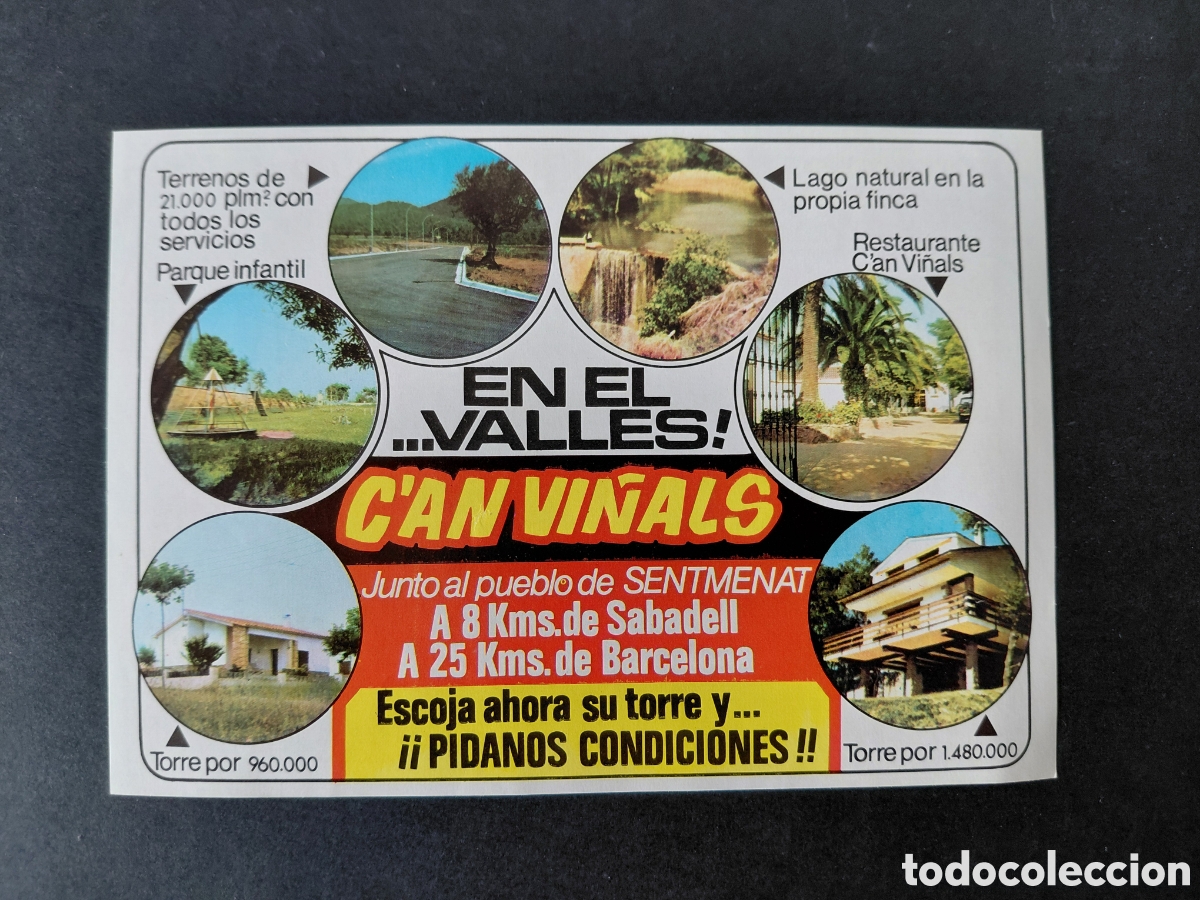 Terrenos de
21.000 plm.² con
todos los
servicios
Parque infantil
Lago natural en la
propia finca
Restaurante
C'an Viñals
EN EL
...VALLES!
C'AN VIÑALS
Junto al pueblo de SENTMENAT
A 8 Kms. de Sabadell
A 25 Kms. de Barcelona
Escoja ahora su torre y...
¡¡ PIDANOS CONDICIONES !!
Torre por 960.000
Torre por 1.480.000
todocoleccion